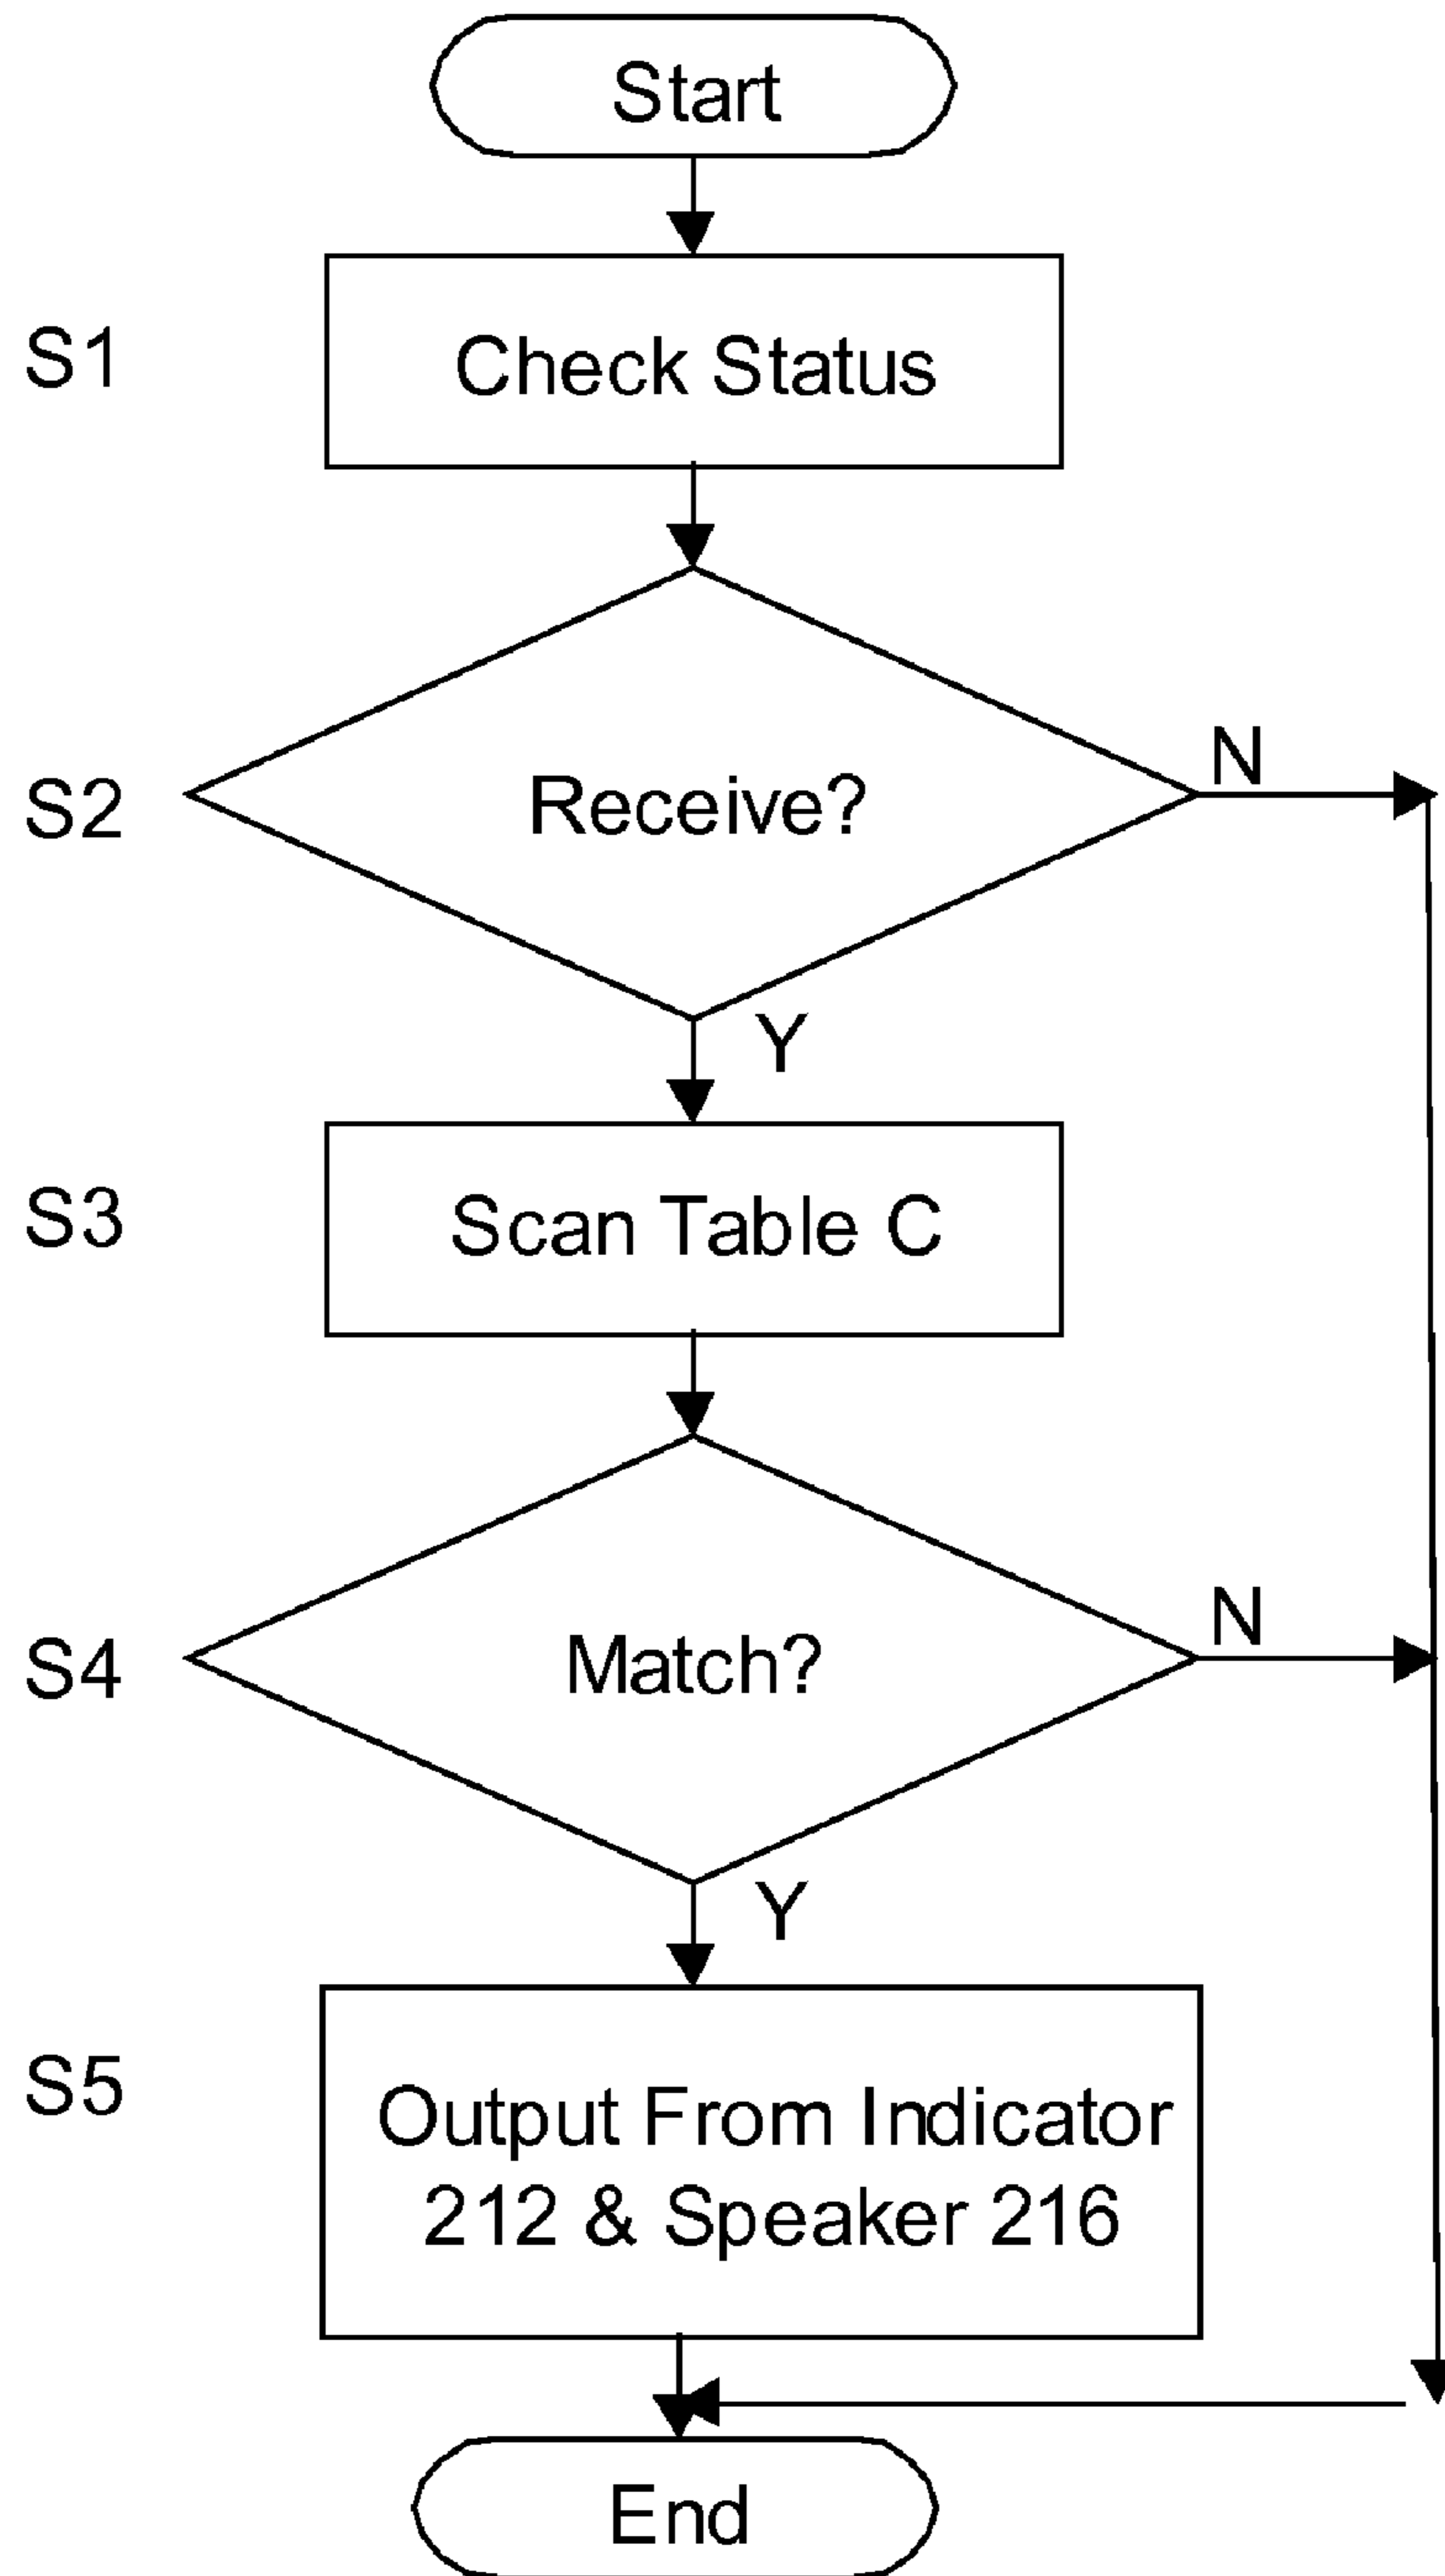 Start
S1
Check Status
S2
Receive?
N
Y
S3
Scan Table C
S4
Match?
N
Y
S5
Output From Indicator
212 & Speaker 216
End